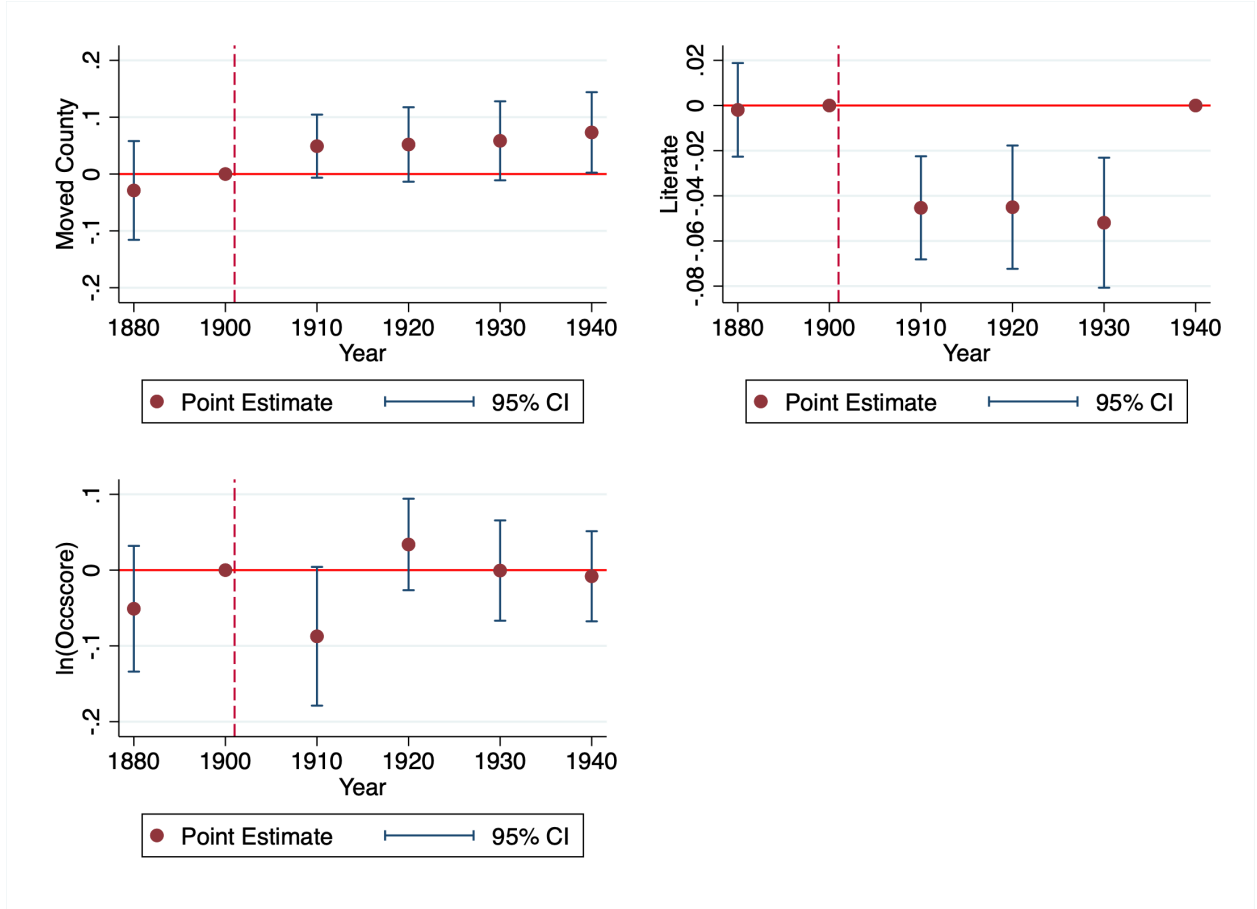 Moved County
.2
.1
0
-.1
-.2
1880 1900 1910 1920 1930 1940
Year
Point Estimate 95% CI
Literate
.02
0
-.02
-.04
-.06
-.08
1880 1900 1910 1920 1930 1940
Year
Point Estimate 95% CI
ln(Occscore)
.1
0
-.1
-.2
1880 1900 1910 1920 1930 1940
Year
Point Estimate 95% CI